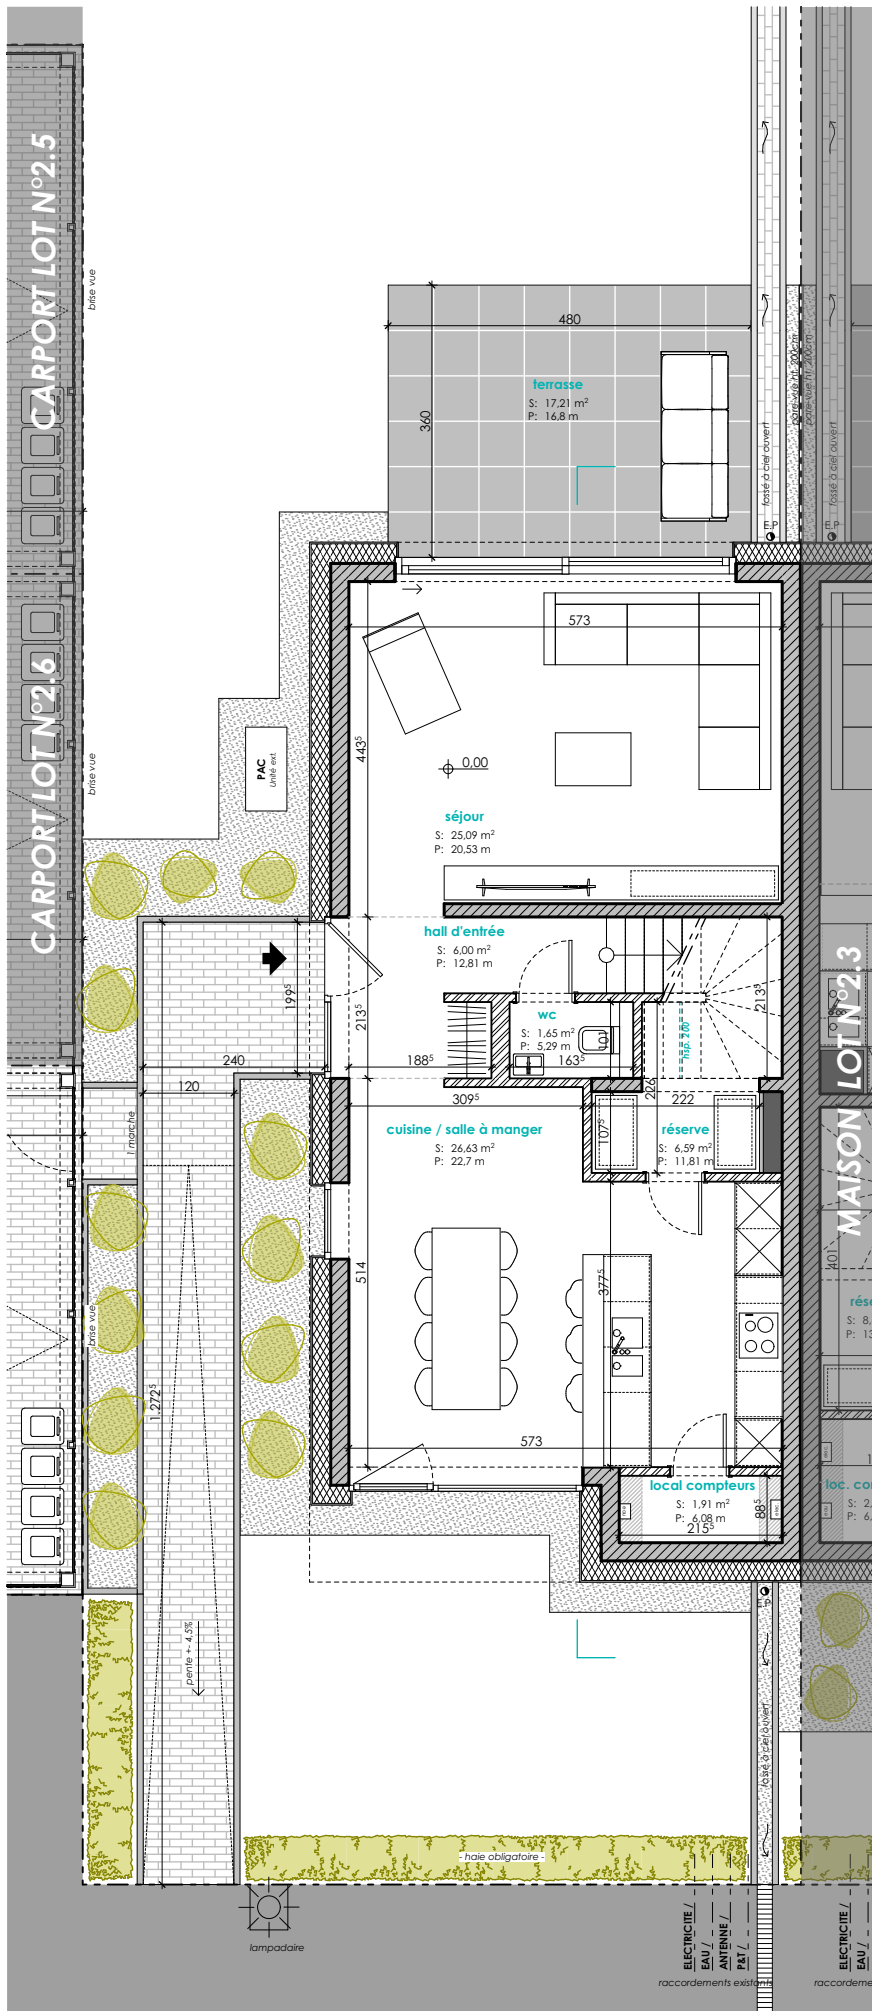 CARPORT LOT N°2.5
brise vue
480
360
terrasse
S: 17,21 m²
P: 16,8 m
fossé à ciel ouvert
pare-vue ht. 200cm
pare-vue ht. 200cm
fossé à ciel ouvert
E.P
E.P
573
CARPORT LOT N°2.6
brise vue
PAC
Unité ext.
443⁵
0,00
séjour
S: 25,09 m²
P: 20,53 m
hall d'entrée
S: 6,00 m²
P: 12,81 m
199⁵
213⁵
213⁵
wc
S: 1,65 m²
P: 5,29 m
101
hsp. 200
240
188⁵
163⁵
120
226
309⁵
222
1 marche
cuisine / salle à manger
S: 26,63 m²
P: 22,7 m
107⁵
réserve
S: 6,59 m²
P: 11,81 m
MAISON LOT N°2.3
514
377⁵
401
brise vue
1.272⁵
573
local compteurs
S: 1,91 m²
P: 6,08 m
88⁵
215⁵
E.P
pente +- 4,5%
fossé à ciel ouvert
- haie obligatoire -
lampadaire
ELECTRICITE /
EAU /
ANTENNE /
P&T /
raccordements existants
ELECTRICITE /
EAU /